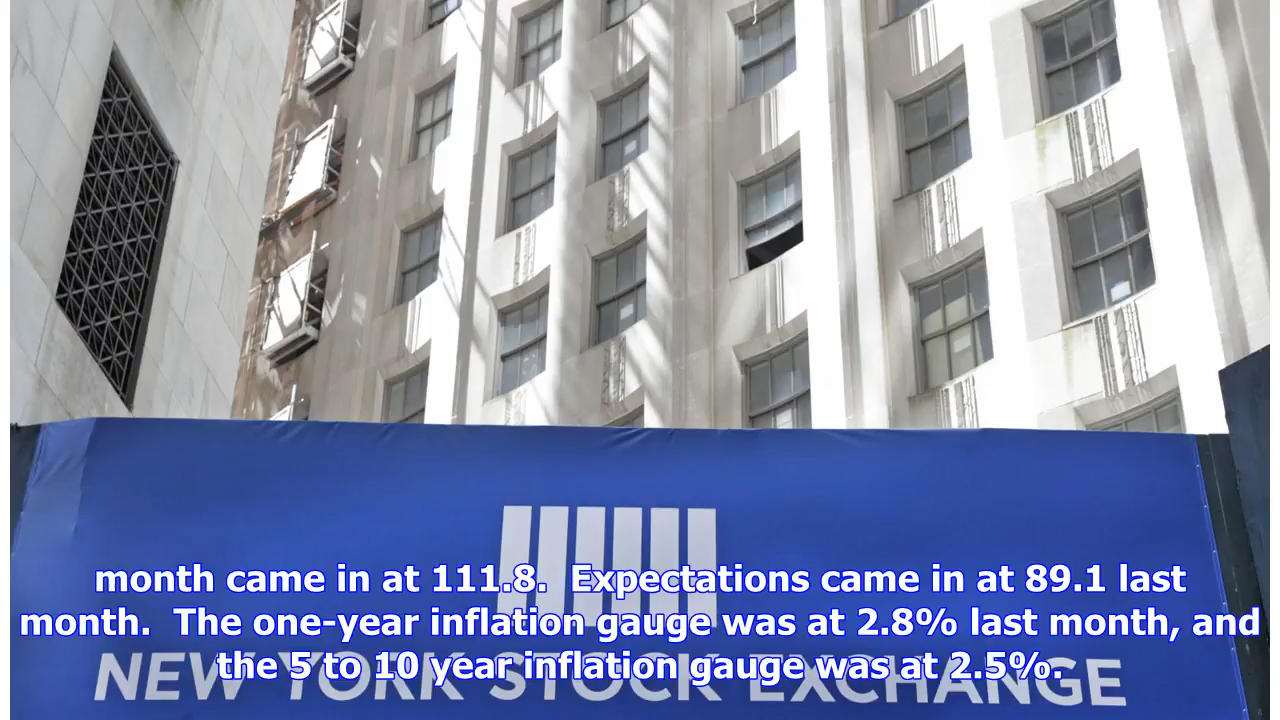 month came in at 111.8.  Expectations came in at 89.1 last
month.  The one-year inflation gauge was at 2.8% last month, and
the 5 to 10 year inflation gauge was at 2.5%.
NEW YORK STOCK EXCHANGE